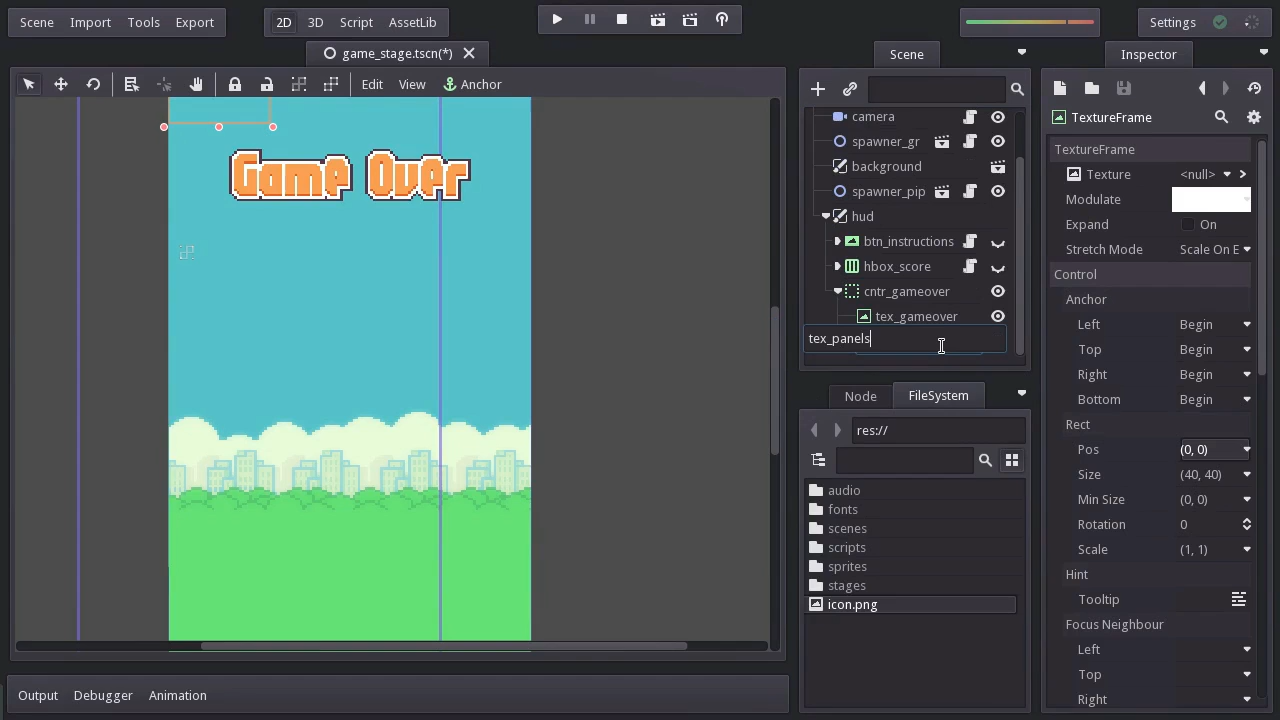 Scene Import Tools Export 2D 3D Script AssetLib Settings
game_stage.tscn(*) Scene Inspector
Edit View Anchor
TextureFrame
camera
spawner_gr
background
spawner_pip
hud
btn_instructions
hbox_score
cntr_gameover
tex_gameover
tex_panels
Game Over
Node FileSystem
res://
audio
fonts
scenes
scripts
sprites
stages
icon.png
TextureFrame
Texture <null>
Modulate
Expand On
Stretch Mode Scale On E
Control
Anchor
Left Begin
Top Begin
Right Begin
Bottom Begin
Rect
Pos (0, 0)
Size (40, 40)
Min Size (0, 0)
Rotation 0
Scale (1, 1)
Hint
Tooltip
Focus Neighbour
Left
Top
Right
Output Debugger Animation